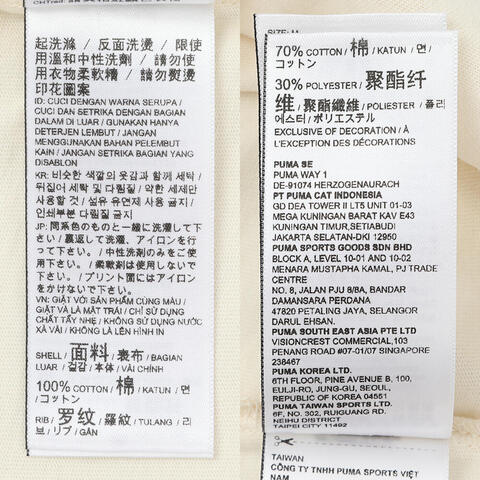 起洗滌 / 反面洗燙 / 限使
用溫和中性洗劑 / 請勿使
用衣物柔軟精 / 請勿熨燙
印花圖案
ID: CUCI DENGAN WARNA SERUPA /
CUCI DAN SETRIKA DENGAN BAGIAN
DALAM DI LUAR / GUNAKAN HANYA
DETERJEN LEMBUT / JANGAN
MENGGUNAKAN BAHAN PELEMBUT
KAIN / JANGAN SETRIKA BAGIAN YANG
DISABLON
KR: 비슷한 색깔의 옷감과 함께 세탁 /
뒤집어 세탁 및 다림질 / 약한 세제만
사용할 것 / 섬유 유연제 사용 금지 /
인쇄부분 다림질 금지
JP: 同系色のものと一緒に洗濯して下
さい / 裏返して洗濯、アイロンを行
って下さい。/ 中性洗剤のみをご使
用下さい。/ 柔軟剤は使用しないで
下さい / プリント面にはアイロン
をかけないで下さい。
VN: GIẶT VỚI SẢN PHẨM CÙNG MÀU /
GIẶT VÀ LÀ MẶT TRÁI / CHỈ SỬ DỤNG
CHẤT TẨY NHẸ / KHÔNG SỬ DỤNG NƯỚC
XẢ VẢI / KHÔNG LÀ LÊN HÌNH IN
SHELL / 面料 / 表布 / BAGIAN
LUAR / 겉감 / 本体 / VẢI CHÍNH
100% COTTON / 棉 / KATUN / 면
/ コットン
RIB / 罗纹 / 羅紋 / TULANG / 리
브 / リブ / GÂN
SIZE: M
70% COTTON / 棉 / KATUN / 면 /
コットン
30% POLYESTER / 聚酯纤
维 / 聚酯纖維 / POLIESTER / 폴리
에스터 / ポリエステル
EXCLUSIVE OF DECORATION / À
L'EXCEPTION DES DÉCORATIONS
PUMA SE
PUMA WAY 1
DE-91074 HERZOGENAURACH
PT PUMA CAT INDONESIA
GD DEA TOWER II LT5 UNIT 01-03
MEGA KUNINGAN BARAT KAV E43
KUNINGAN TIMUR,SETIABUDI
JAKARTA SELATAN-DKI 12950
PUMA SPORTS GOODS SDN BHD
BLOCK A, LEVEL 10-01 AND 10-02
MENARA MUSTAPHA KAMAL, PJ TRADE
CENTRE
NO. 8, JALAN PJU 8/8A, BANDAR
DAMANSARA PERDANA
47820 PETALING JAYA, SELANGOR
DARUL EHSAN.
PUMA SOUTH EAST ASIA PTE LTD
VISIONCREST COMMERCIAL,103
PENANG ROAD #07-01/07 SINGAPORE
238467
PUMA KOREA LTD.
6TH FLOOR, PINE AVENUE B, 100,
EULJI-RO, JUNG-GU, SEOUL,
REPUBLIC OF KOREA 04551
PUMA TAIWAN SPORTS LTD.
6F, NO. 302, RUIGUANG RD.
NEIHU DISTRICT
TAIPEI CITY 11492
TAIWAN
CÔNG TY TNHH PUMA SPORTS VIỆT
NAM